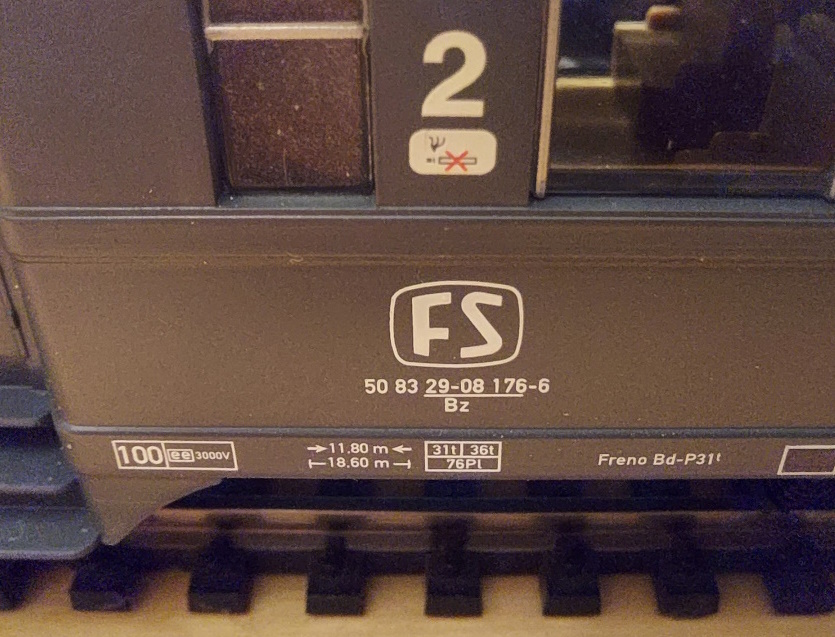 2
FS
50 83 29-08 176-6
Bz
100 ee 3000V
11,80 m
18.60 m
31t 36t
76Pl
Freno Bd-P31t